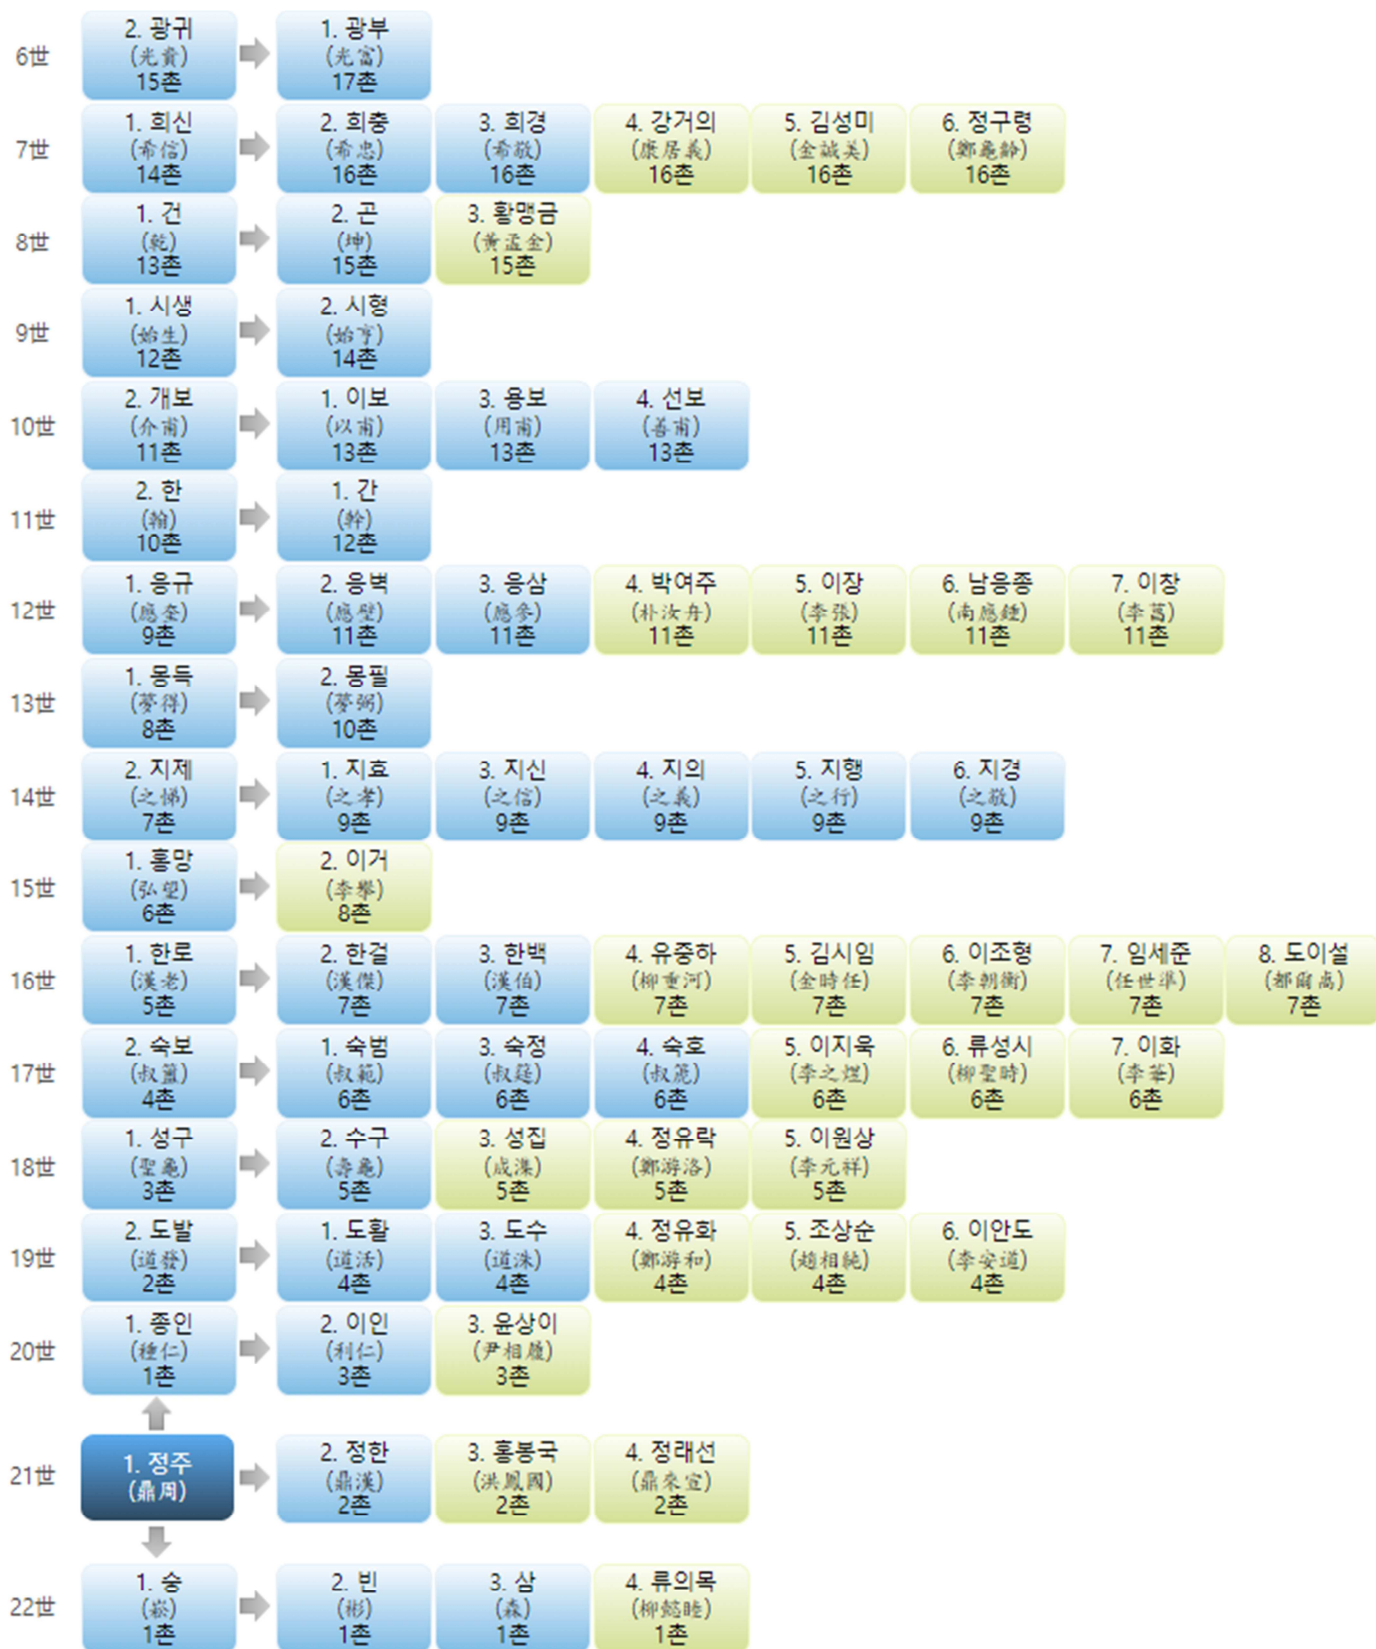 6世
2. 광귀
(光貴)
15촌
1. 광부
(光富)
17촌
7世
1. 희신
(希信)
14촌
2. 희충
(希忠)
16촌
3. 희경
(希敬)
16촌
4. 강거의
(康居義)
16촌
5. 김성미
(金誠美)
16촌
6. 정구령
(鄭龜齡)
16촌
8世
1. 건
(乾)
13촌
2. 곤
(坤)
15촌
3. 황맹금
(黃孟金)
15촌
9世
1. 시생
(始生)
12촌
2. 시형
(始亨)
14촌
10世
2. 개보
(介甫)
11촌
1. 이보
(以甫)
13촌
3. 용보
(用甫)
13촌
4. 선보
(善甫)
13촌
11世
2. 한
(翰)
10촌
1. 간
(幹)
12촌
12世
1. 응규
(應奎)
9촌
2. 응벽
(應壁)
11촌
3. 응삼
(應參)
11촌
4. 박여주
(朴汝舟)
11촌
5. 이장
(李張)
11촌
6. 남응종
(南應鍾)
11촌
7. 이창
(李菖)
11촌
13世
1. 몽득
(夢得)
8촌
2. 몽필
(夢弼)
10촌
14世
2. 지제
(之悌)
7촌
1. 지효
(之孝)
9촌
3. 지신
(之信)
9촌
4. 지의
(之義)
9촌
5. 지행
(之行)
9촌
6. 지경
(之敬)
9촌
15世
1. 홍망
(弘望)
6촌
2. 이거
(李擧)
8촌
16世
1. 한로
(漢老)
5촌
2. 한걸
(漢傑)
7촌
3. 한백
(漢伯)
7촌
4. 유중하
(柳重河)
7촌
5. 김시임
(金時任)
7촌
6. 이조형
(李朝衡)
7촌
7. 임세준
(任世準)
7촌
8. 도이설
(都爾卨)
7촌
17世
2. 숙보
(叔簠)
4촌
1. 숙범
(叔範)
6촌
3. 숙정
(叔筳)
6촌
4. 숙호
(叔箎)
6촌
5. 이지욱
(李之煜)
6촌
6. 류성시
(柳聖時)
6촌
7. 이화
(李華)
6촌
18世
1. 성구
(聖龜)
3촌
2. 수구
(壽龜)
5촌
3. 성집
(成潗)
5촌
4. 정유락
(鄭游洛)
5촌
5. 이원상
(李元祥)
5촌
19世
2. 도발
(道發)
2촌
1. 도활
(道活)
4촌
3. 도수
(道洙)
4촌
4. 정유화
(鄭游和)
4촌
5. 조상순
(趙相純)
4촌
6. 이안도
(李安道)
4촌
20世
1. 종인
(種仁)
1촌
2. 이인
(利仁)
3촌
3. 윤상이
(尹相履)
3촌
21世
1. 정주
(鼎周)
2. 정한
(鼎漢)
2촌
3. 홍봉국
(洪鳳國)
2촌
4. 정래선
(鼎來宣)
2촌
22世
1. 숭
(崧)
1촌
2. 빈
(彬)
1촌
3. 삼
(森)
1촌
4. 류의목
(柳懿睦)
1촌